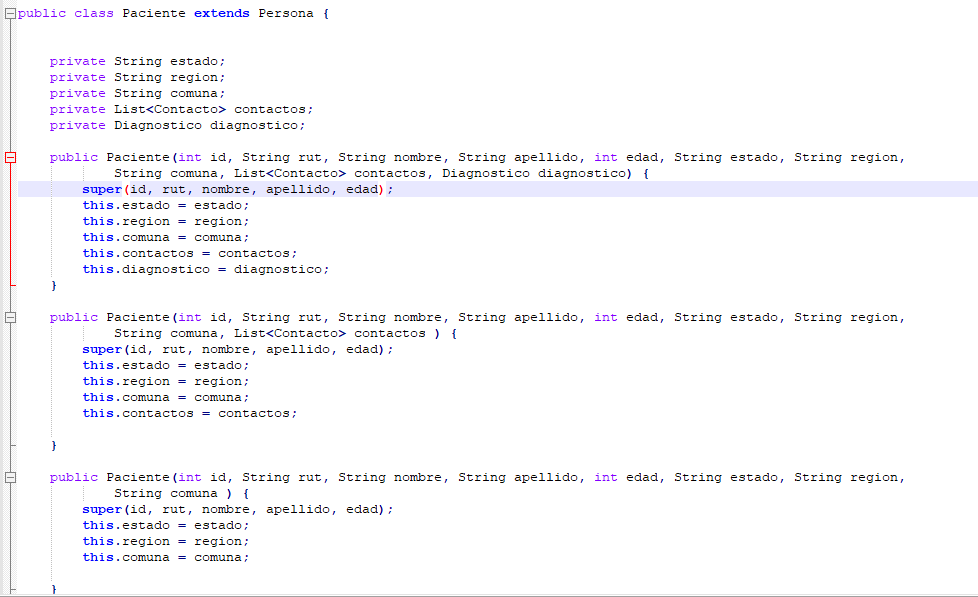 public class Paciente extends Persona {
private String estado;
private String region;
private String comuna;
private List<Contacto> contactos;
private Diagnostico diagnostico;
public Paciente(int id, String rut, String nombre, String apellido, int edad, String estado, String region,
String comuna, List<Contacto> contactos, Diagnostico diagnostico) {
super(id, rut, nombre, apellido, edad);
this.estado = estado;
this.region = region;
this.comuna = comuna;
this.contactos = contactos;
this.diagnostico = diagnostico;
}
public Paciente(int id, String rut, String nombre, String apellido, int edad, String estado, String region,
String comuna, List<Contacto> contactos ) {
super(id, rut, nombre, apellido, edad);
this.estado = estado;
this.region = region;
this.comuna = comuna;
this.contactos = contactos;
}
public Paciente(int id, String rut, String nombre, String apellido, int edad, String estado, String region,
String comuna ) {
super(id, rut, nombre, apellido, edad);
this.estado = estado;
this.region = region;
this.comuna = comuna;
}